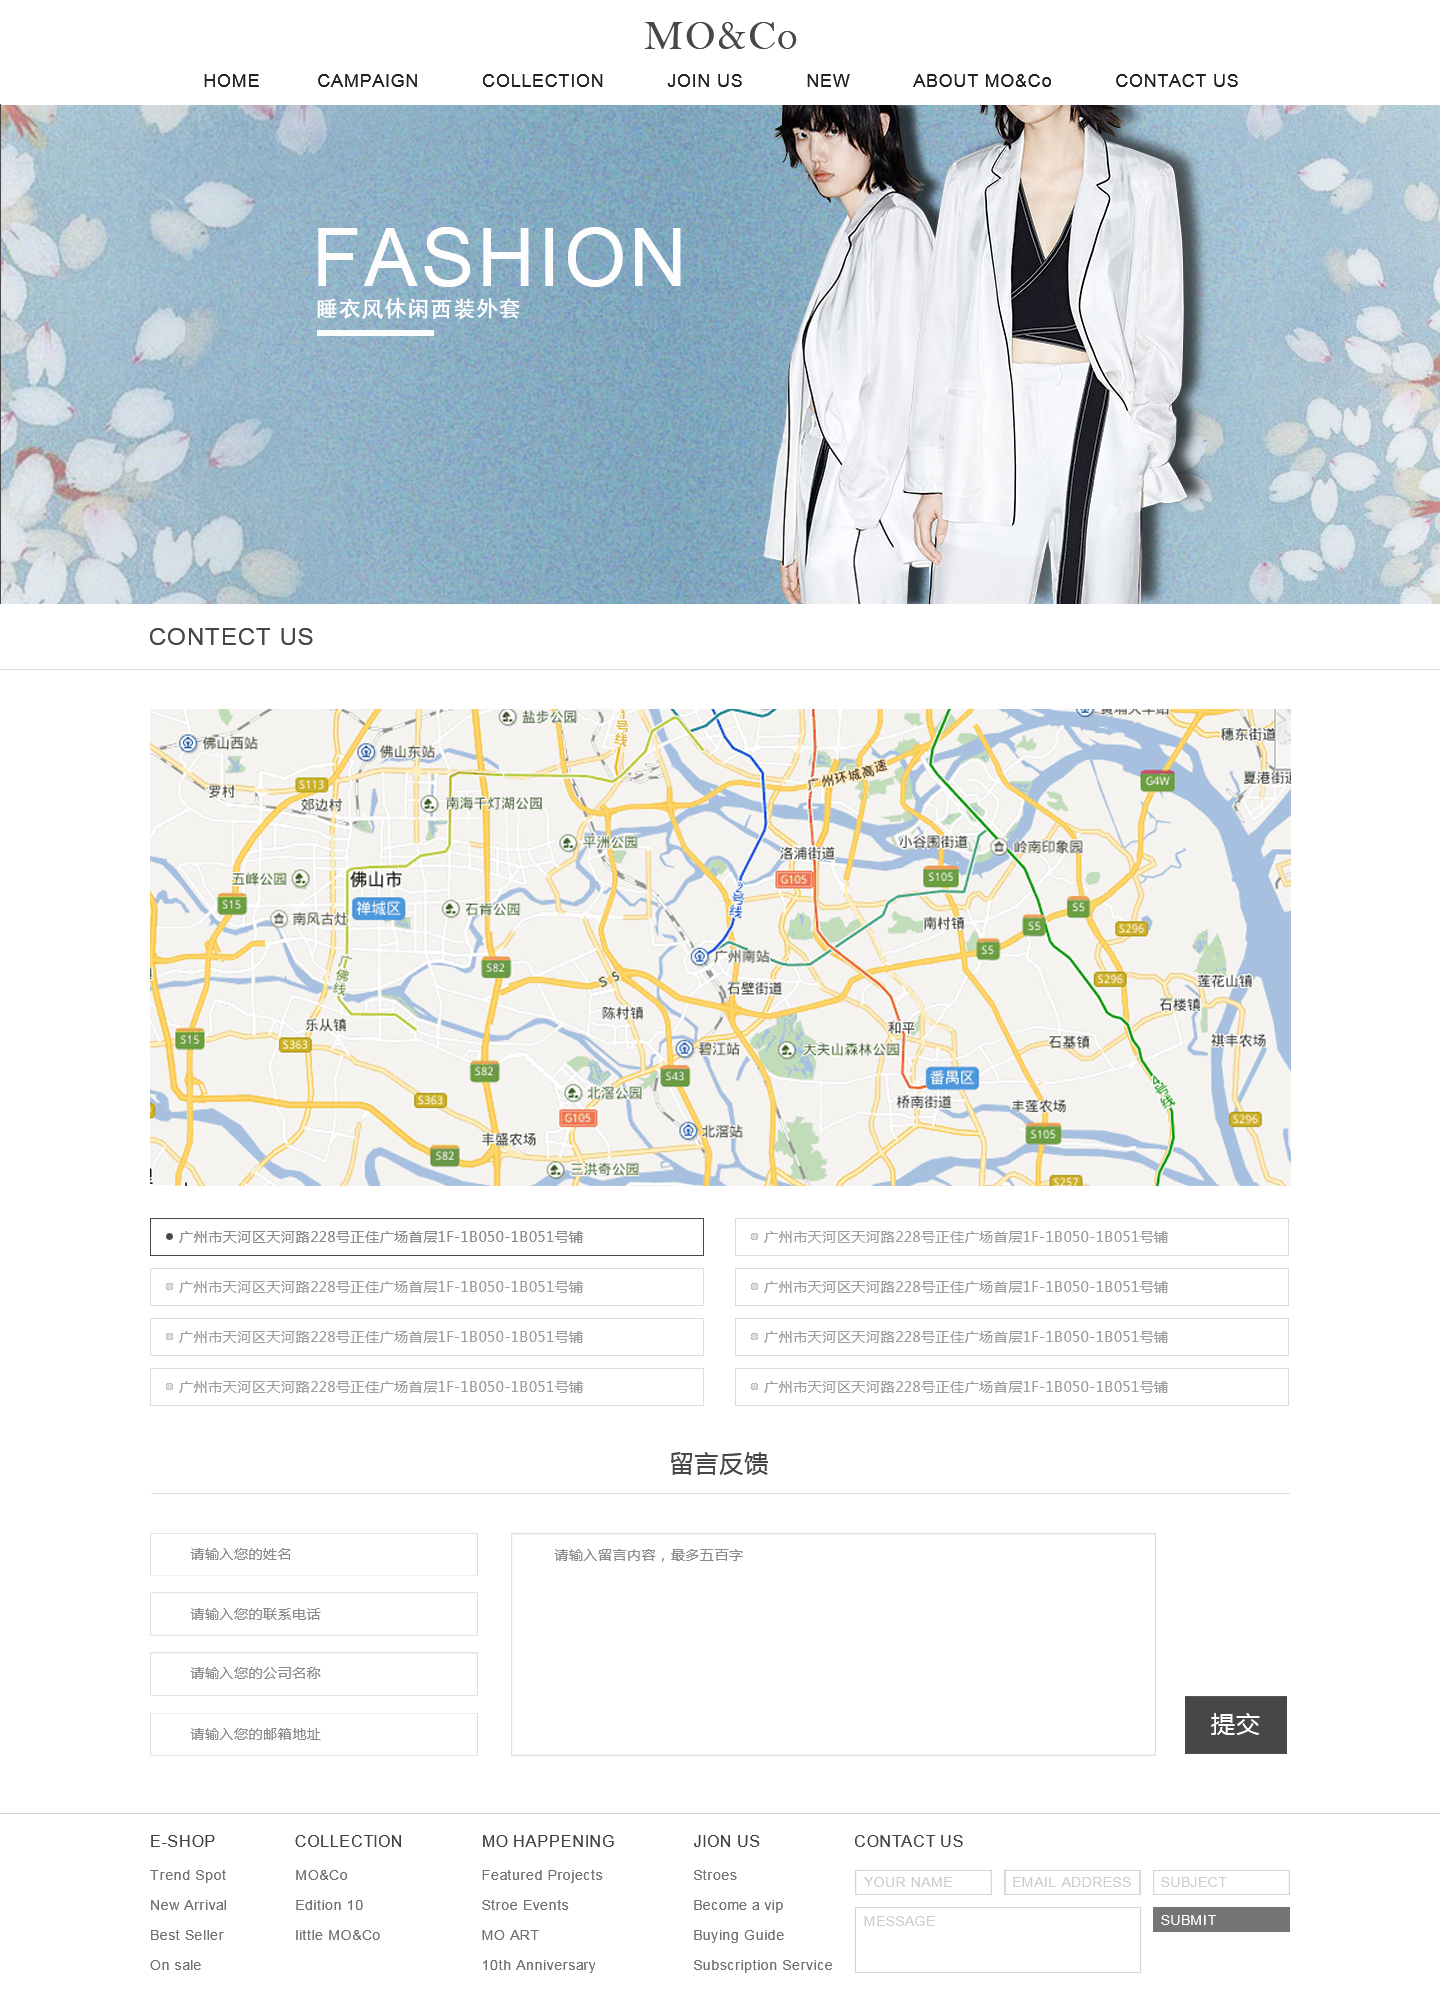 MO&Co
HOME CAMPAIGN COLLECTION JOIN US NEW ABOUT MO&Co CONTACT US
FASHION
睡衣风休闲西装外套
CONTECT US
盐步公园
1号线
佛山西站
佛山东站
穗东街道
广州环城高速
G4W
夏港街道
罗村
S113
郊边村
南海千灯湖公园
平洲公园
洛浦街道
小谷围街道
岭南印象园
五峰公园
佛山市
G105
S105
S15
南风古灶
禅城区
石肯公园
2号线
南村镇
S5
S5
S296
广州南站
S5
广佛线
S82
S5
石壁街道
S296
莲花山镇
石楼镇
乐从镇
陈村镇
和平
S15
S363
碧江站
大夫山森林公园
石基镇
祺丰农场
S82
S43
番禺区
4号线
S363
北滘公园
桥南街道
丰莲农场
G105
S296
丰盛农场
北滘站
S105
S82
三洪奇公园
S257
广州市天河区天河路228号正佳广场首层1F-1B050-1B051号铺
广州市天河区天河路228号正佳广场首层1F-1B050-1B051号铺
广州市天河区天河路228号正佳广场首层1F-1B050-1B051号铺
广州市天河区天河路228号正佳广场首层1F-1B050-1B051号铺
广州市天河区天河路228号正佳广场首层1F-1B050-1B051号铺
广州市天河区天河路228号正佳广场首层1F-1B050-1B051号铺
广州市天河区天河路228号正佳广场首层1F-1B050-1B051号铺
广州市天河区天河路228号正佳广场首层1F-1B050-1B051号铺
留言反馈
请输入您的姓名
请输入您的联系电话
请输入您的公司名称
请输入您的邮箱地址
请输入留言内容，最多五百字
提交
E-SHOP
Trend Spot
New Arrival
Best Seller
On sale
COLLECTION
MO&Co
Edition 10
little MO&Co
MO HAPPENING
Featured Projects
Stroe Events
MO ART
10th Anniversary
JION US
Stroes
Become a vip
Buying Guide
Subscription Service
CONTACT US
YOUR NAME
EMAIL ADDRESS
SUBJECT
MESSAGE
SUBMIT